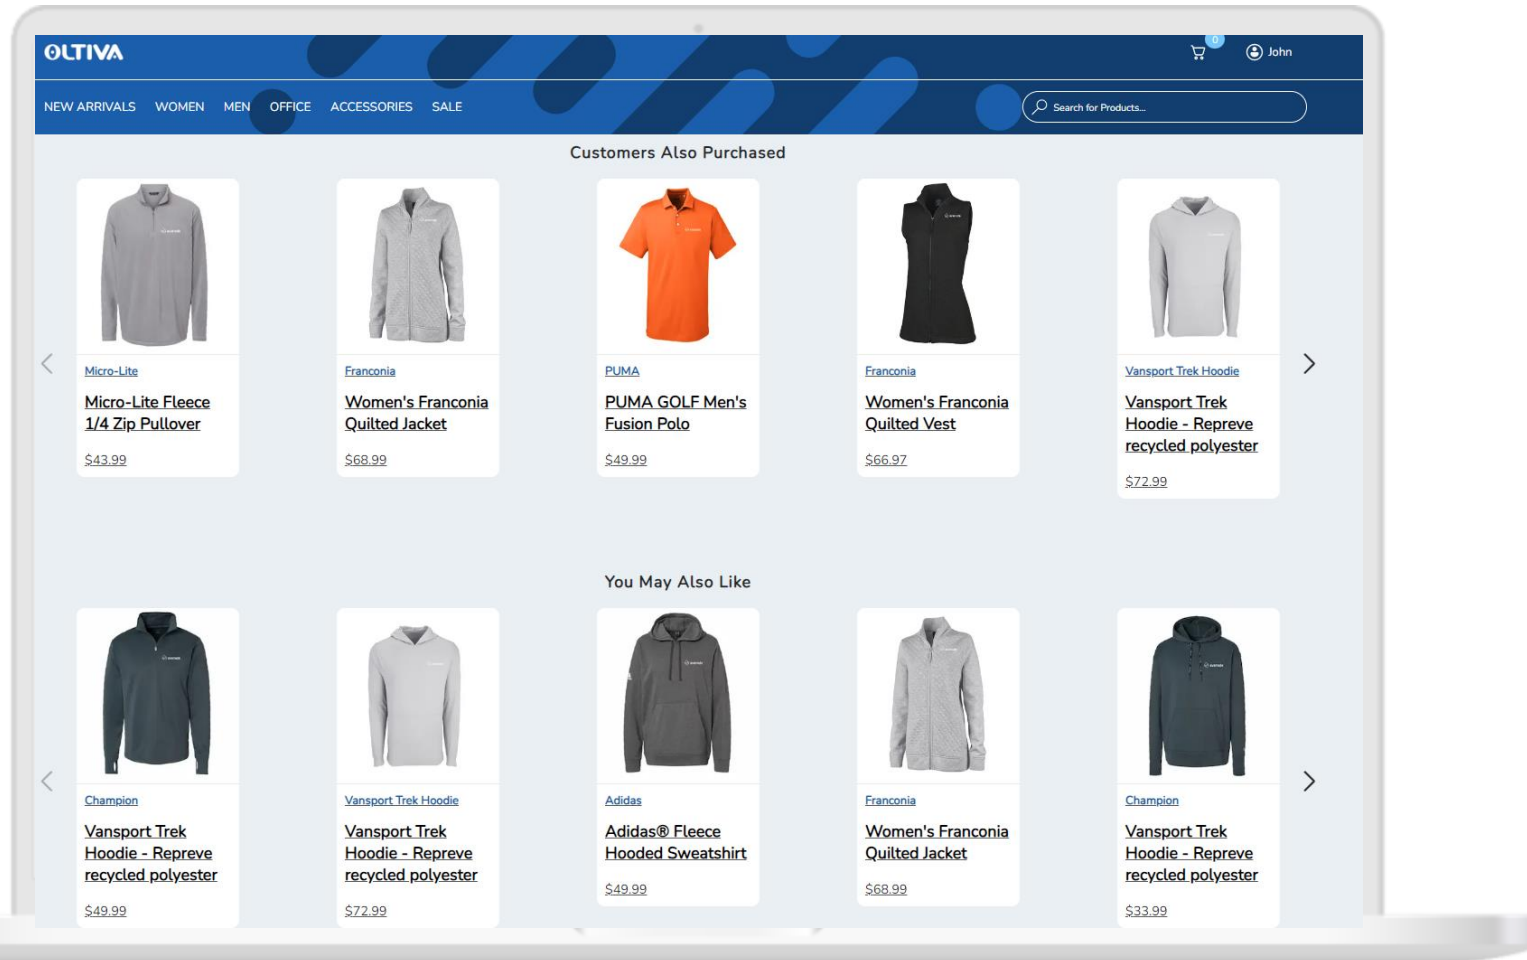 OLTIVA
0
John
NEW ARRIVALS WOMEN MEN OFFICE ACCESSORIES SALE
Search for Products...
Customers Also Purchased
Micro-Lite
Micro-Lite Fleece
1/4 Zip Pullover
$43.99
Franconia
Women's Franconia
Quilted Jacket
$68.99
PUMA
PUMA GOLF Men's
Fusion Polo
$49.99
Franconia
Women's Franconia
Quilted Vest
$66.97
Vansport Trek Hoodie
Vansport Trek
Hoodie - Repreve
recycled polyester
$72.99
You May Also Like
Champion
Vansport Trek
Hoodie - Repreve
recycled polyester
$49.99
Vansport Trek Hoodie
Vansport Trek
Hoodie - Repreve
recycled polyester
$72.99
Adidas
Adidas® Fleece
Hooded Sweatshirt
$49.99
Franconia
Women's Franconia
Quilted Jacket
$68.99
Champion
Vansport Trek
Hoodie - Repreve
recycled polyester
$33.99